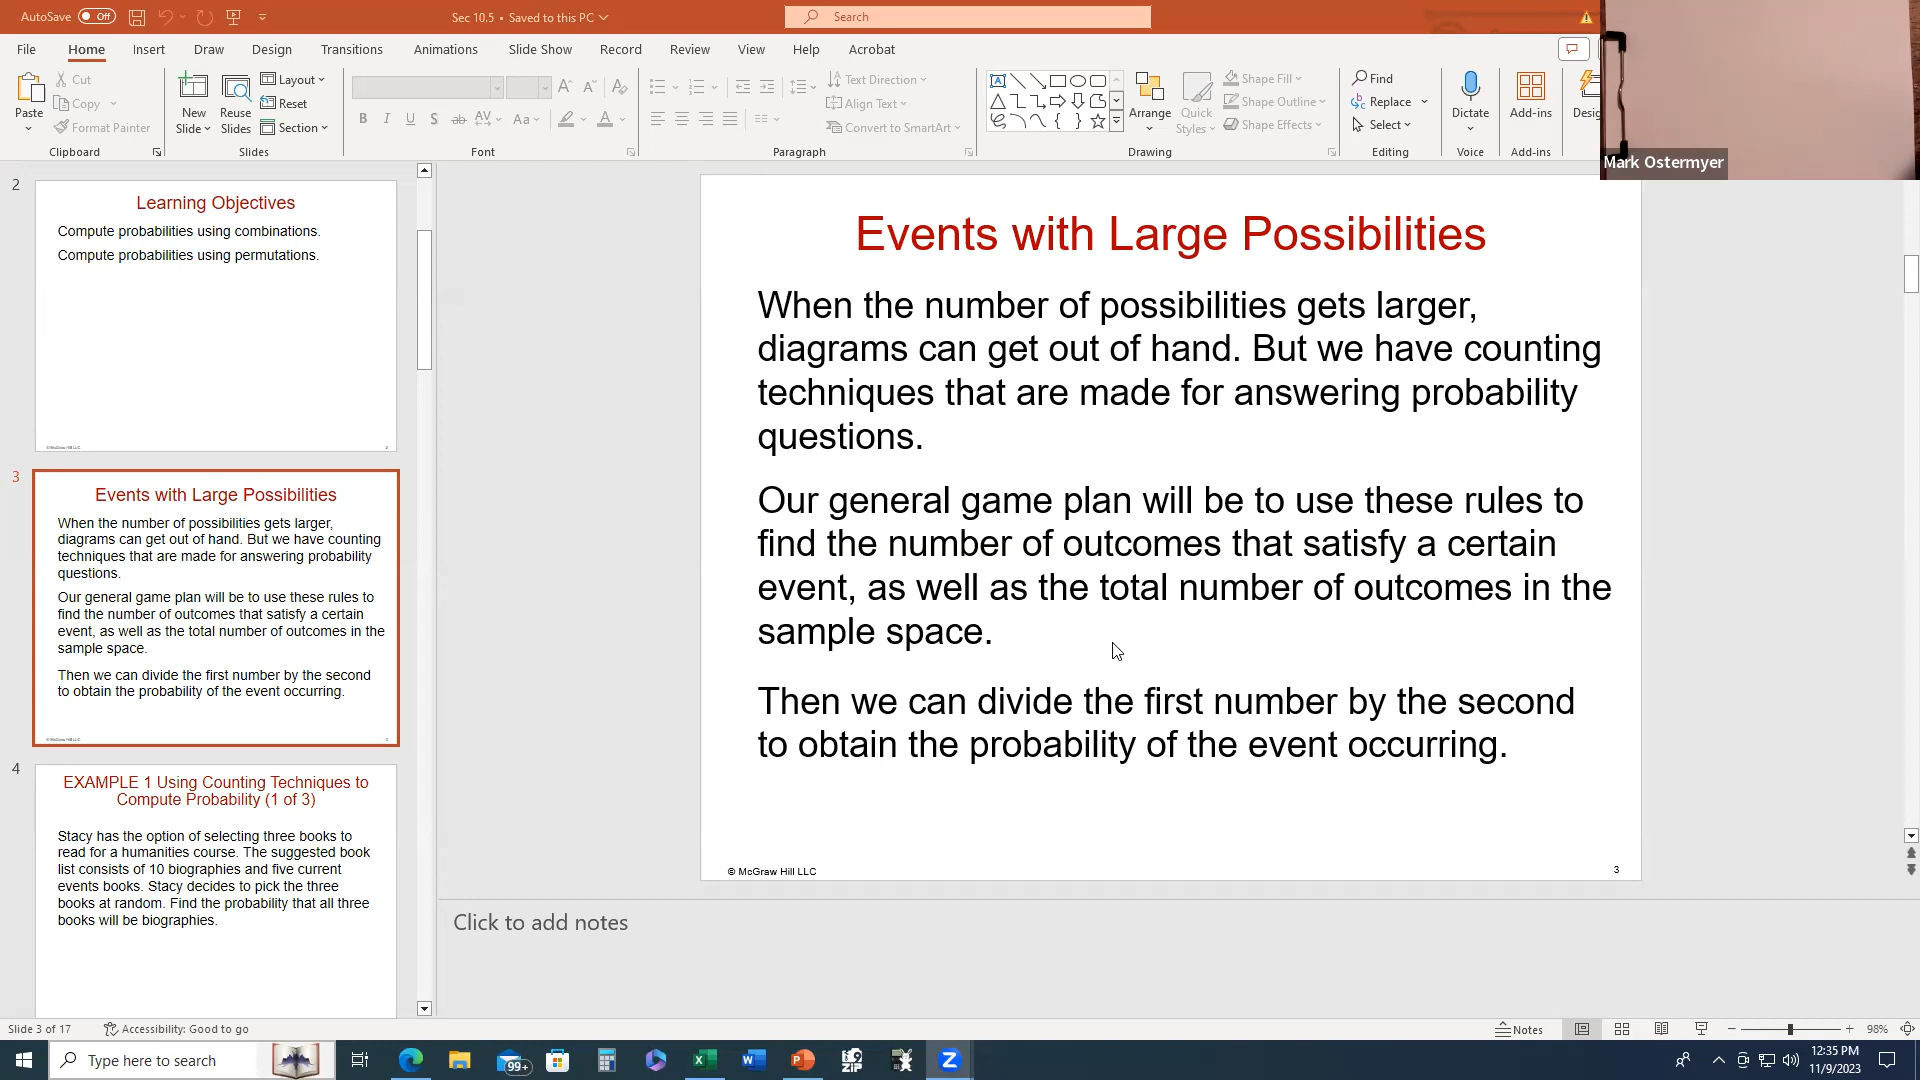 AutoSave Off
Sec 10.5 • Saved to this PC
Search
File Home Insert Draw Design Transitions Animations Slide Show Record Review View Help Acrobat
Paste
Cut
Copy
Format Painter
Clipboard
New Slide
Reuse Slides
Layout
Reset
Section
Slides
B I U S ab AV Aa A
Font
Text Direction
Align Text
Convert to SmartArt
Paragraph
Arrange
Quick Styles
Shape Fill
Shape Outline
Shape Effects
Drawing
Find
Replace
Select
Editing
Dictate
Voice
Add-ins
Add-ins
Desig
Mark Ostermyer
2
Learning Objectives
Compute probabilities using combinations.
Compute probabilities using permutations.
© McGraw Hill LLC
2
3
Events with Large Possibilities
When the number of possibilities gets larger,
diagrams can get out of hand. But we have counting
techniques that are made for answering probability
questions.
Our general game plan will be to use these rules to
find the number of outcomes that satisfy a certain
event, as well as the total number of outcomes in the
sample space.
Then we can divide the first number by the second
to obtain the probability of the event occurring.
© McGraw Hill LLC
3
4
EXAMPLE 1 Using Counting Techniques to
Compute Probability (1 of 3)
Stacy has the option of selecting three books to
read for a humanities course. The suggested book
list consists of 10 biographies and five current
events books. Stacy decides to pick the three
books at random. Find the probability that all three
books will be biographies.
Events with Large Possibilities
When the number of possibilities gets larger,
diagrams can get out of hand. But we have counting
techniques that are made for answering probability
questions.
Our general game plan will be to use these rules to
find the number of outcomes that satisfy a certain
event, as well as the total number of outcomes in the
sample space.
Then we can divide the first number by the second
to obtain the probability of the event occurring.
© McGraw Hill LLC
3
Click to add notes
Slide 3 of 17
Accessibility: Good to go
Notes
98%
Type here to search
99+
12:35 PM
11/9/2023